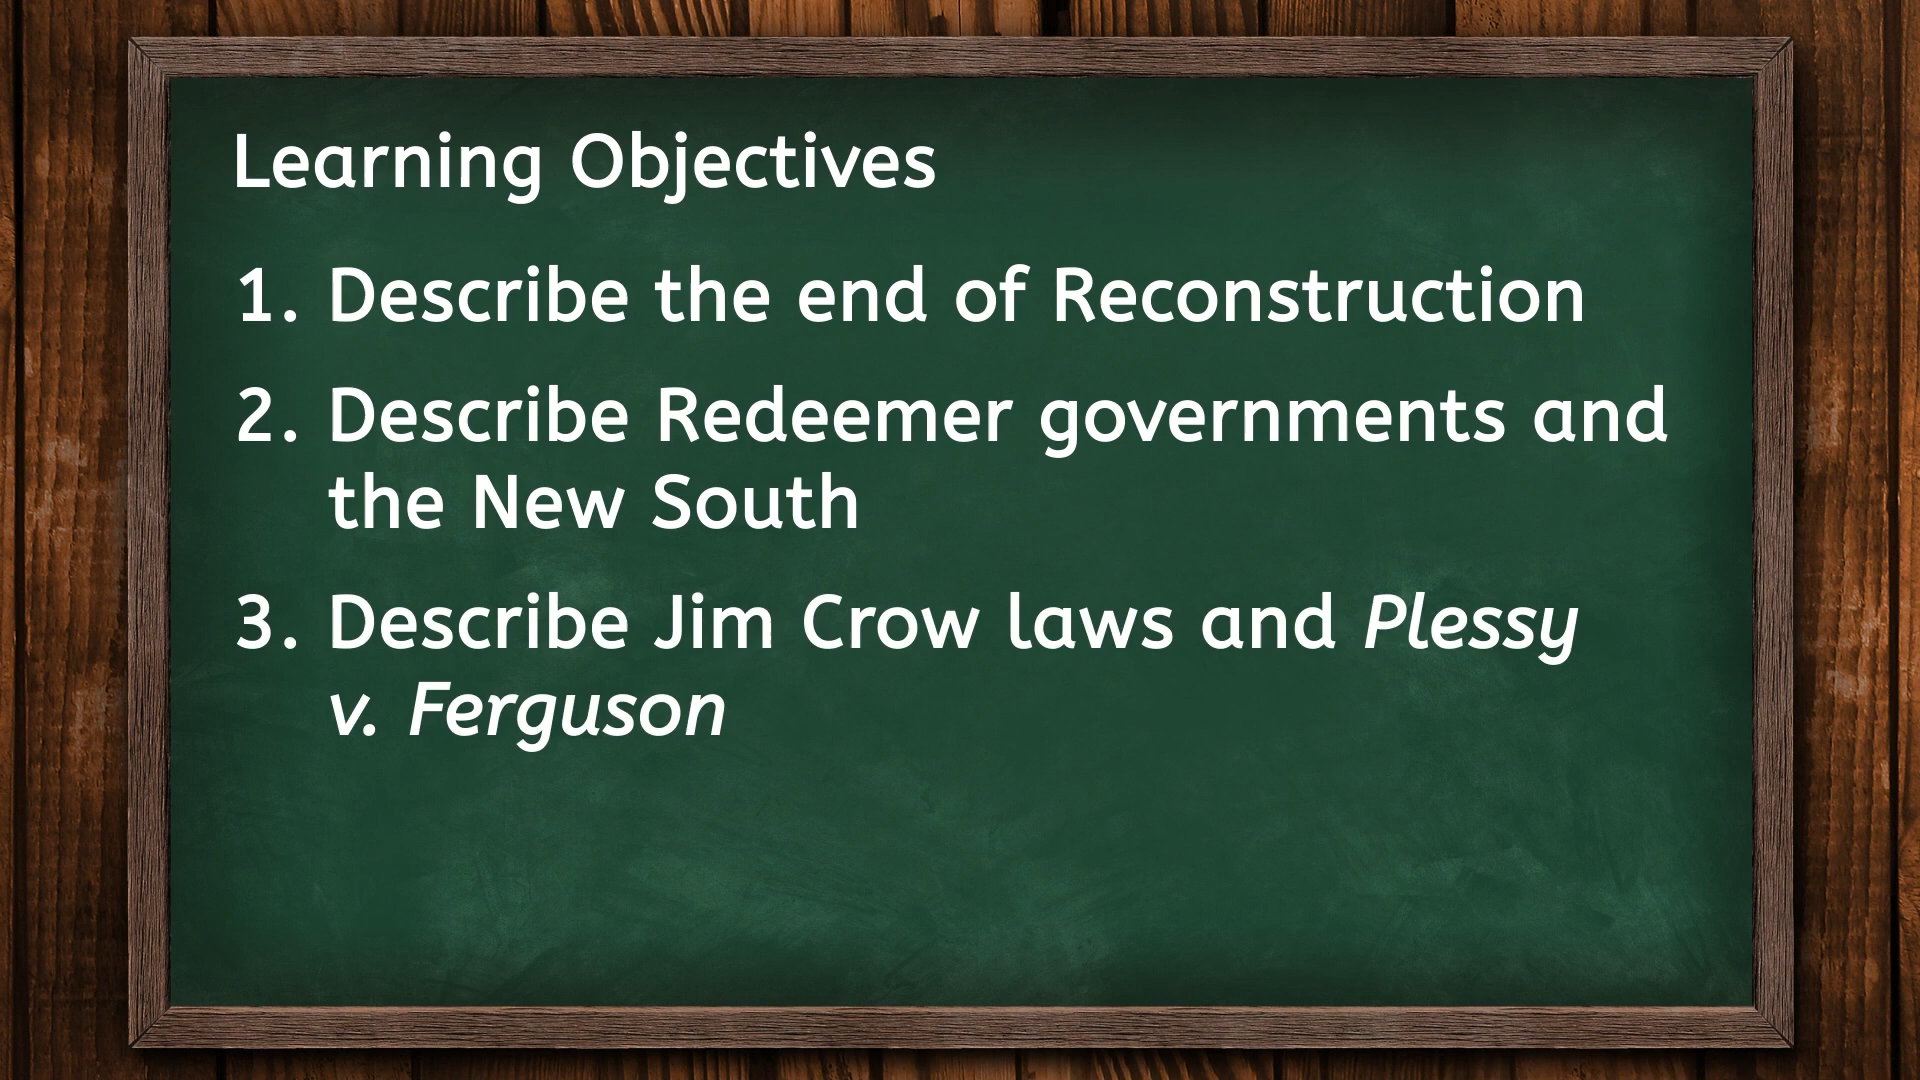 Learning Objectives
1. Describe the end of Reconstruction
2. Describe Redeemer governments and
the New South
3. Describe Jim Crow laws and Plessy
v. Ferguson